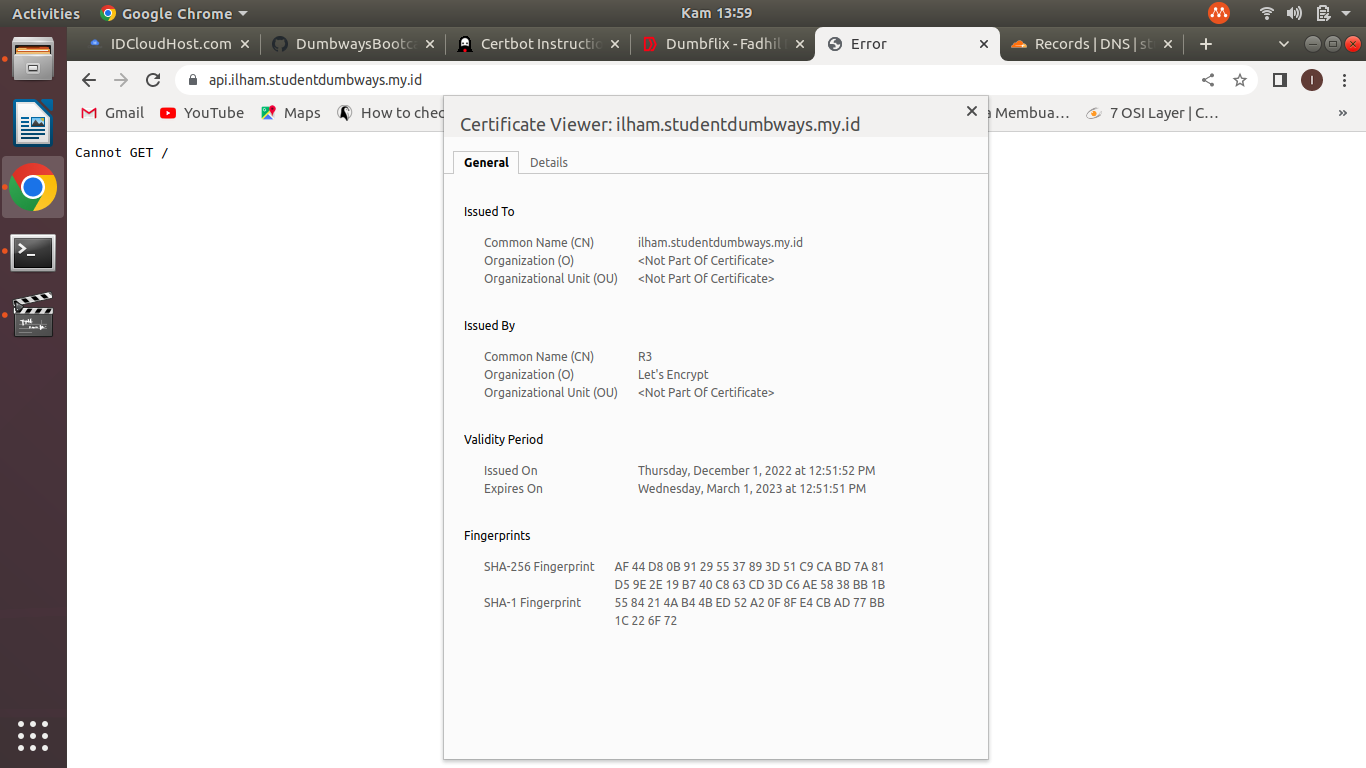 Activities Google Chrome Kam 13:59
IDCloudHost.com DumbwaysBootc Certbot Instructio Dumbflix - Fadhil Error Records | DNS | st
api.ilham.studentdumbways.my.id I
Gmail YouTube Maps How to chec a Membua… 7 OSI Layer | C… »
Cannot GET /
Certificate Viewer: ilham.studentdumbways.my.id
General Details
Issued To
Common Name (CN) ilham.studentdumbways.my.id
Organization (O) <Not Part Of Certificate>
Organizational Unit (OU) <Not Part Of Certificate>
Issued By
Common Name (CN) R3
Organization (O) Let's Encrypt
Organizational Unit (OU) <Not Part Of Certificate>
Validity Period
Issued On Thursday, December 1, 2022 at 12:51:52 PM
Expires On Wednesday, March 1, 2023 at 12:51:51 PM
Fingerprints
SHA-256 Fingerprint AF 44 D8 0B 91 29 55 37 89 3D 51 C9 CA BD 7A 81
D5 9E 2E 19 B7 40 C8 63 CD 3D C6 AE 58 38 BB 1B
SHA-1 Fingerprint 55 84 21 4A B4 4B ED 52 A2 0F 8F E4 CB AD 77 BB
1C 22 6F 72